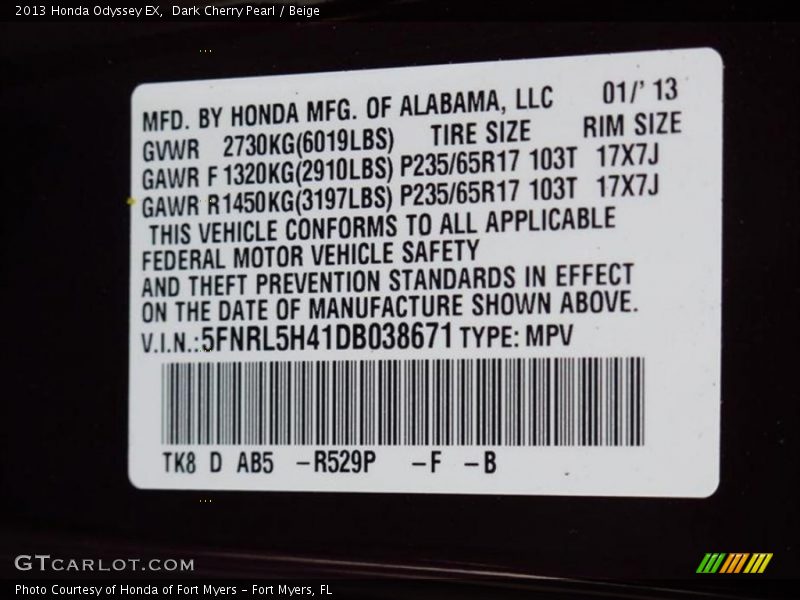 2013 Honda Odyssey EX, Dark Cherry Pearl / Beige
MFD. BY HONDA MFG. OF ALABAMA, LLC 01/' 13
GVWR 2730KG(6019LBS) TIRE SIZE RIM SIZE
GAWR F 1320KG(2910LBS) P235/65R17 103T 17X7J
GAWR R1450KG(3197LBS) P235/65R17 103T 17X7J
THIS VEHICLE CONFORMS TO ALL APPLICABLE
FEDERAL MOTOR VEHICLE SAFETY
AND THEFT PREVENTION STANDARDS IN EFFECT
ON THE DATE OF MANUFACTURE SHOWN ABOVE.
V.I.N.:5FNRL5H41DB038671 TYPE: MPV
TK8 D AB5 -R529P -F -B
GTCARLOT.COM
Photo Courtesy of Honda of Fort Myers - Fort Myers, FL